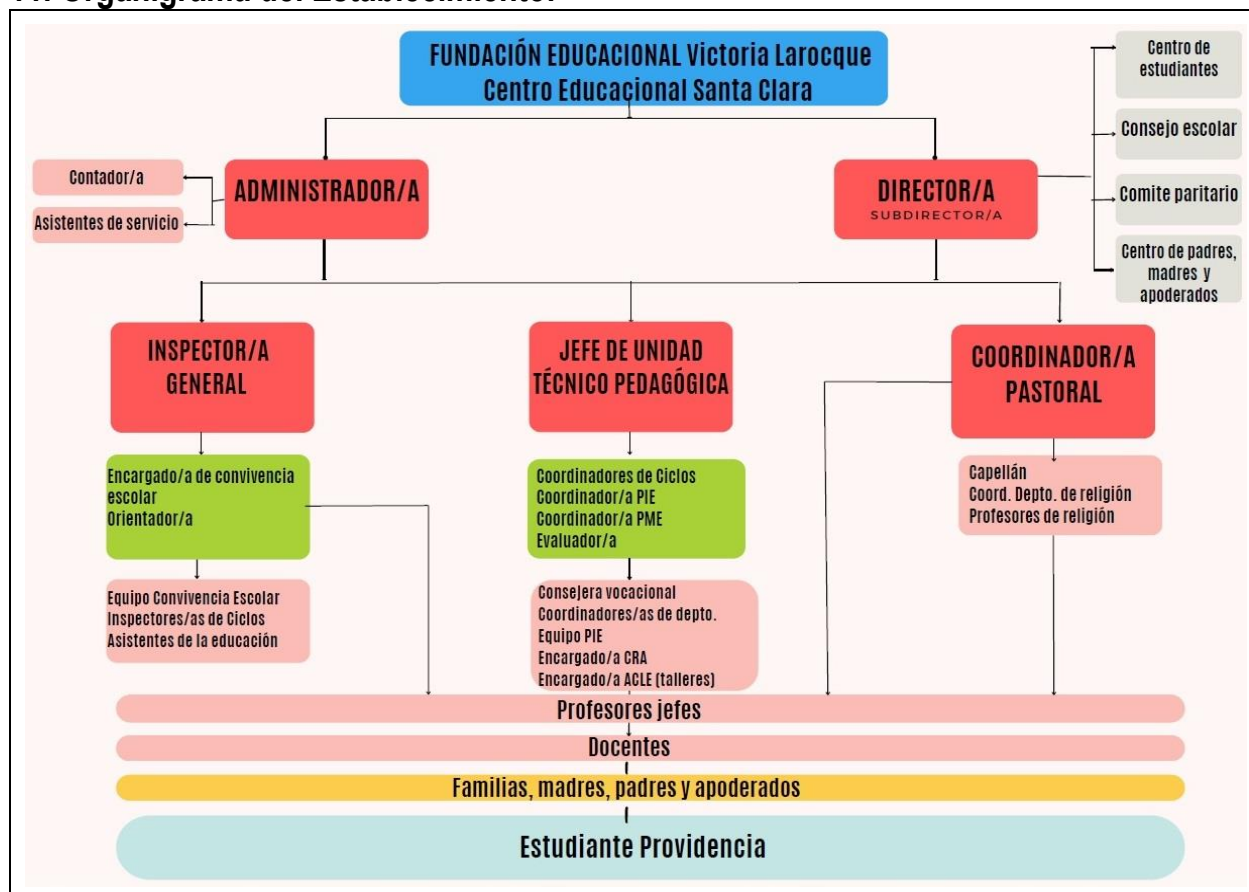 FUNDACIÓN EDUCACIONAL Victoria Larocque
Centro Educacional Santa Clara
Centro de
estudiantes
Consejo escolar
Comite paritario
Centro de padres,
madres y
apoderados
Contador/a
Asistentes de servicio
ADMINISTRADOR/A
DIRECTOR/A
SUBDIRECTOR/A
INSPECTOR/A
GENERAL
JEFE DE UNIDAD
TÉCNICO PEDAGÓGICA
COORDINADOR/A
PASTORAL
Encargado/a de convivencia
escolar
Orientador/a
Coordinadores de Ciclos
Coordinador/a PIE
Coordinador/a PME
Evaluador/a
Capellán
Coord. Depto. de religión
Profesores de religión
Equipo Convivencia Escolar
Inspectores/as de Ciclos
Asistentes de la educación
Consejera vocacional
Coordinadores/as de depto.
Equipo PIE
Encargado/a CRA
Encargado/a ACLE (talleres)
Profesores jefes
Docentes
Familias, madres, padres y apoderados
Estudiante Providencia